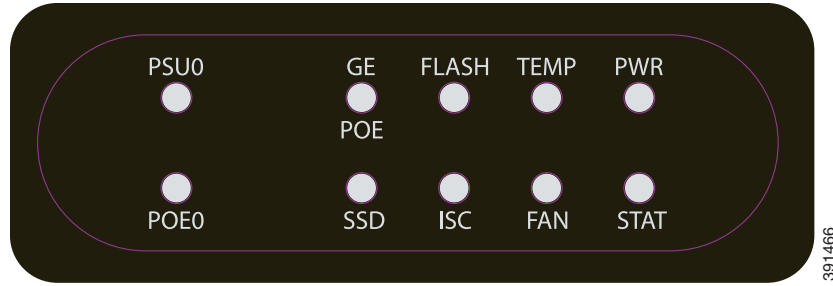 PSU0 GE FLASH TEMP PWR
POE
POE0 SSD ISC FAN STAT
391466